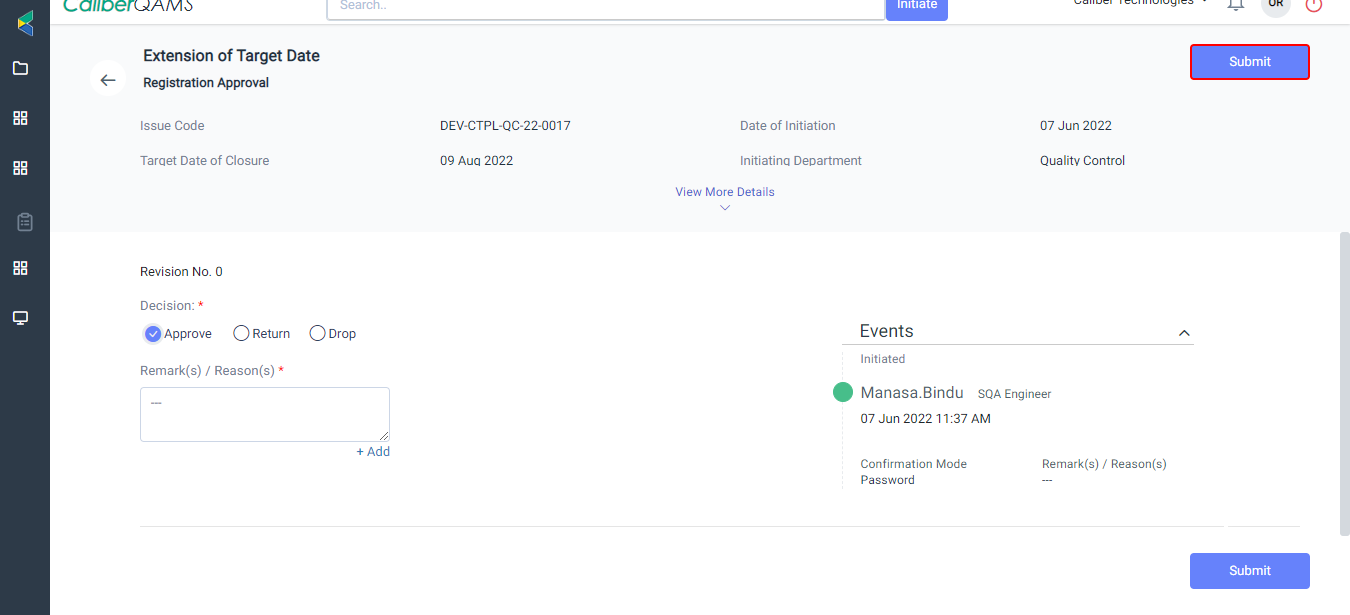 CaliberQAMS
Search..
Initiate
Caliber Technologies
OR
Extension of Target Date
Submit
Registration Approval
Issue Code
DEV-CTPL-QC-22-0017
Date of Initiation
07 Jun 2022
Target Date of Closure
09 Aug 2022
Initiating Department
Quality Control
View More Details
Revision No. 0
Decision: *
Approve Return Drop
Remark(s) / Reason(s) *
---
+ Add
Events
Initiated
Manasa.Bindu SQA Engineer
07 Jun 2022 11:37 AM
Confirmation Mode
Remark(s) / Reason(s)
Password
---
Submit